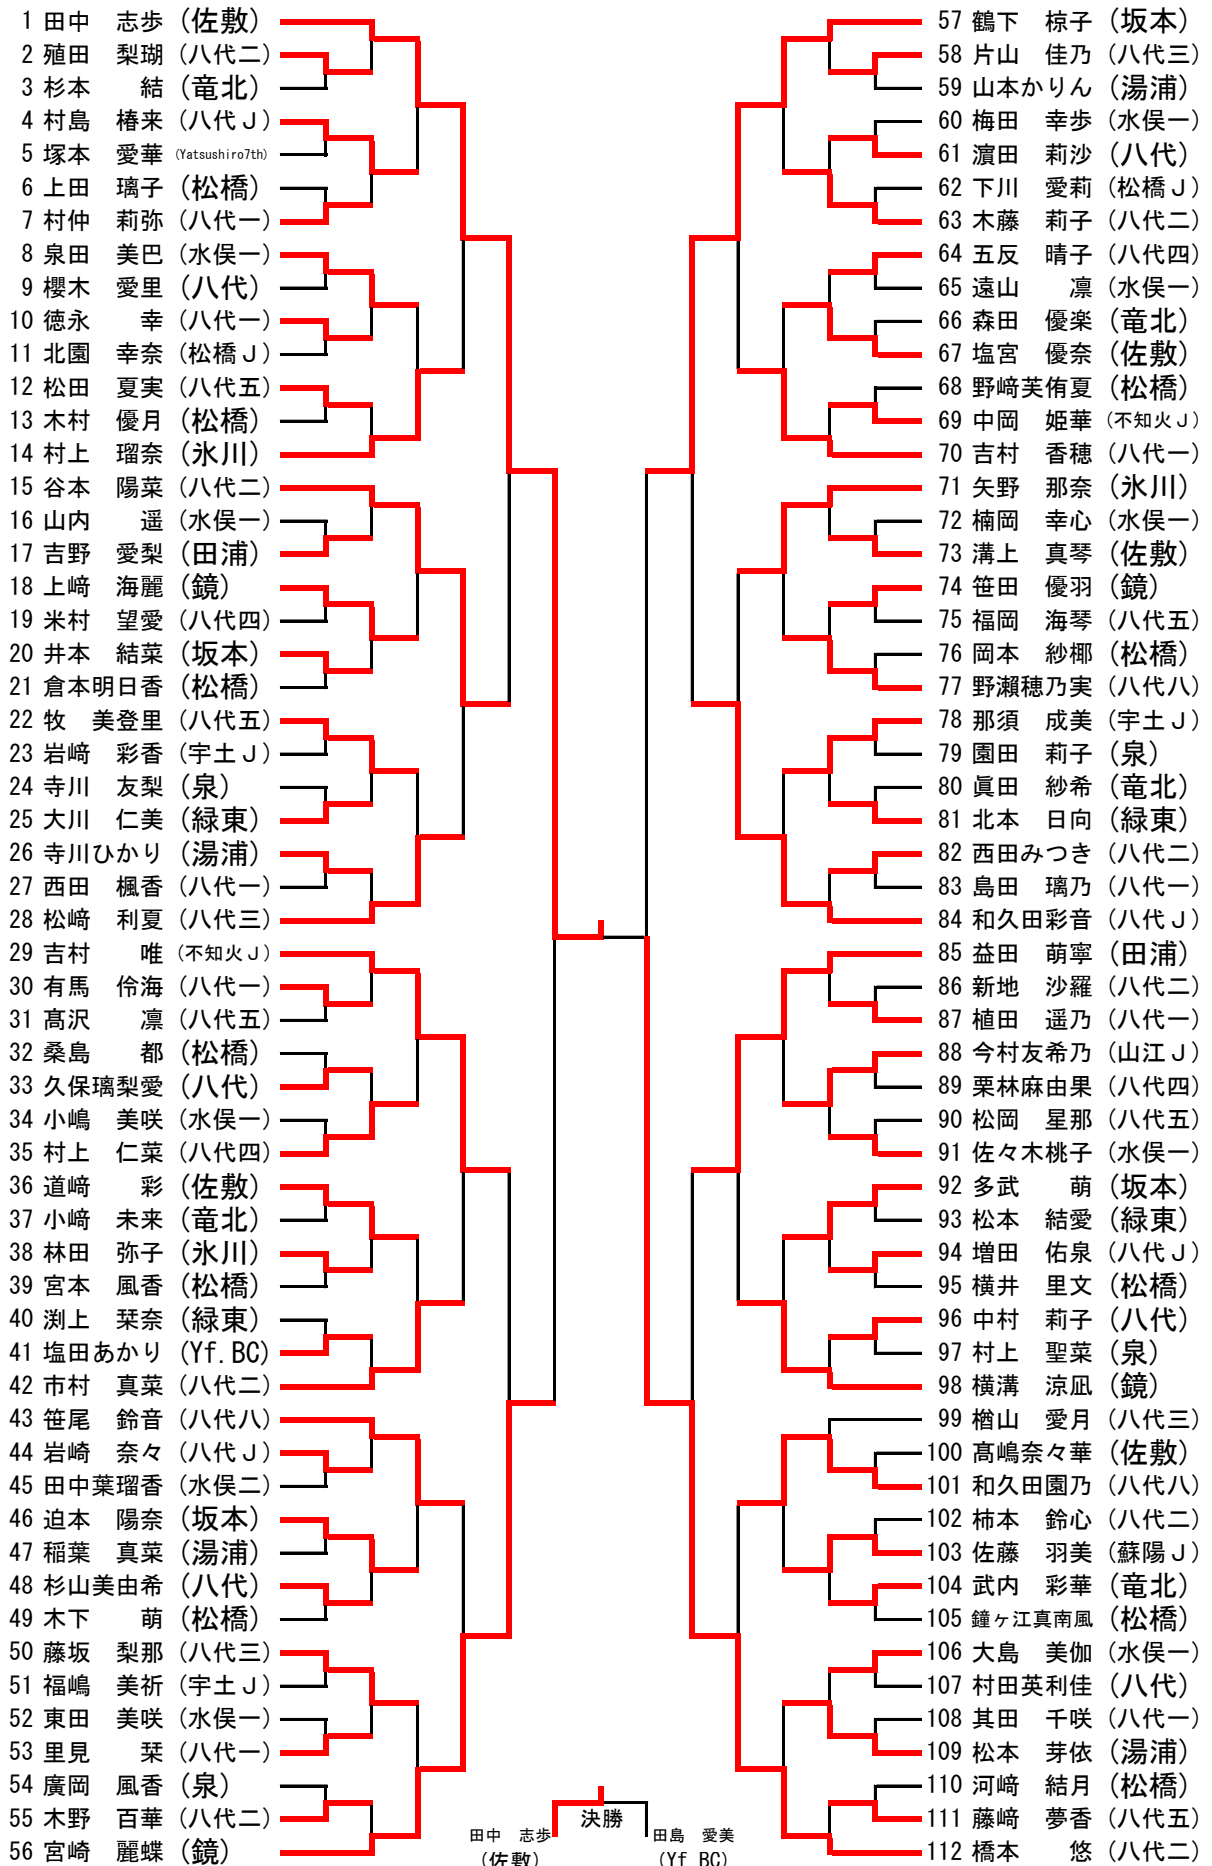 1 田中　志歩 (佐敷)
2 殖田　梨瑚 (八代二)
3 杉本　　結 (竜北)
4 村島　椿来 (八代Ｊ)
5 塚本　愛華 (Yatsushiro7th)
6 上田　璃子 (松橋)
7 村仲　莉弥 (八代一)
8 泉田　美巴 (水俣一)
9 櫻木　愛里 (八代)
10 徳永　　幸 (八代一)
11 北園　幸奈 (松橋Ｊ)
12 松田　夏実 (八代五)
13 木村　優月 (松橋)
14 村上　瑠奈 (氷川)
15 谷本　陽菜 (八代二)
16 山内　　遥 (水俣一)
17 吉野　愛梨 (田浦)
18 上﨑　海麗 (鏡)
19 米村　望愛 (八代四)
20 井本　結菜 (坂本)
21 倉本明日香 (松橋)
22 牧　美登里 (八代五)
23 岩﨑　彩香 (宇土Ｊ)
24 寺川　友梨 (泉)
25 大川　仁美 (緑東)
26 寺川ひかり (湯浦)
27 西田　楓香 (八代一)
28 松﨑　利夏 (八代三)
29 吉村　　唯 (不知火Ｊ)
30 有馬　伶海 (八代一)
31 髙沢　　凛 (八代五)
32 桑島　　都 (松橋)
33 久保璃梨愛 (八代)
34 小嶋　美咲 (水俣一)
35 村上　仁菜 (八代四)
36 道﨑　　彩 (佐敷)
37 小﨑　未来 (竜北)
38 林田　弥子 (氷川)
39 宮本　風香 (松橋)
40 渕上　栞奈 (緑東)
41 塩田あかり (Yf.BC)
42 市村　真菜 (八代二)
43 笹尾　鈴音 (八代八)
44 岩崎　奈々 (八代Ｊ)
45 田中葉瑠香 (水俣二)
46 迫本　陽奈 (坂本)
47 稲葉　真菜 (湯浦)
48 杉山美由希 (八代)
49 木下　　萌 (松橋)
50 藤坂　梨那 (八代三)
51 福嶋　美祈 (宇土Ｊ)
52 東田　美咲 (水俣一)
53 里見　　栞 (八代一)
54 廣岡　風香 (泉)
55 木野　百華 (八代二)
56 宮崎　麗蝶 (鏡)
57 鶴下　椋子 (坂本)
58 片山　佳乃 (八代三)
59 山本かりん (湯浦)
60 梅田　幸歩 (水俣一)
61 濵田　莉沙 (八代)
62 下川　愛莉 (松橋Ｊ)
63 木藤　莉子 (八代二)
64 五反　晴子 (八代四)
65 遠山　　凛 (水俣一)
66 森田　優楽 (竜北)
67 塩宮　優奈 (佐敷)
68 野﨑芙侑夏 (松橋)
69 中岡　姫華 (不知火Ｊ)
70 吉村　香穂 (八代一)
71 矢野　那奈 (氷川)
72 楠岡　幸心 (水俣一)
73 溝上　真琴 (佐敷)
74 笹田　優羽 (鏡)
75 福岡　海琴 (八代五)
76 岡本　紗椰 (松橋)
77 野瀨穂乃実 (八代八)
78 那須　成美 (宇土Ｊ)
79 園田　莉子 (泉)
80 眞田　紗希 (竜北)
81 北本　日向 (緑東)
82 西田みつき (八代二)
83 島田　璃乃 (八代一)
84 和久田彩音 (八代Ｊ)
85 益田　萌寧 (田浦)
86 新地　沙羅 (八代二)
87 植田　遥乃 (八代一)
88 今村友希乃 (山江Ｊ)
89 栗林麻由果 (八代四)
90 松岡　星那 (八代五)
91 佐々木桃子 (水俣一)
92 多武　　萌 (坂本)
93 松本　結愛 (緑東)
94 増田　佑泉 (八代Ｊ)
95 横井　里文 (松橋)
96 中村　莉子 (八代)
97 村上　聖菜 (泉)
98 横溝　涼凪 (鏡)
99 楢山　愛月 (八代三)
100 髙嶋奈々華 (佐敷)
101 和久田園乃 (八代八)
102 柿本　鈴心 (八代二)
103 佐藤　羽美 (蘇陽Ｊ)
104 武内　彩華 (竜北)
105 鐘ヶ江真南風 (松橋)
106 大島　美伽 (水俣一)
107 村田英利佳 (八代)
108 其田　千咲 (八代一)
109 松本　芽依 (湯浦)
110 河﨑　結月 (松橋)
111 藤﨑　夢香 (八代五)
112 橋本　　悠 (八代二)
決勝
田中　志歩
(佐敷)
田島　愛美
(Yf.BC)